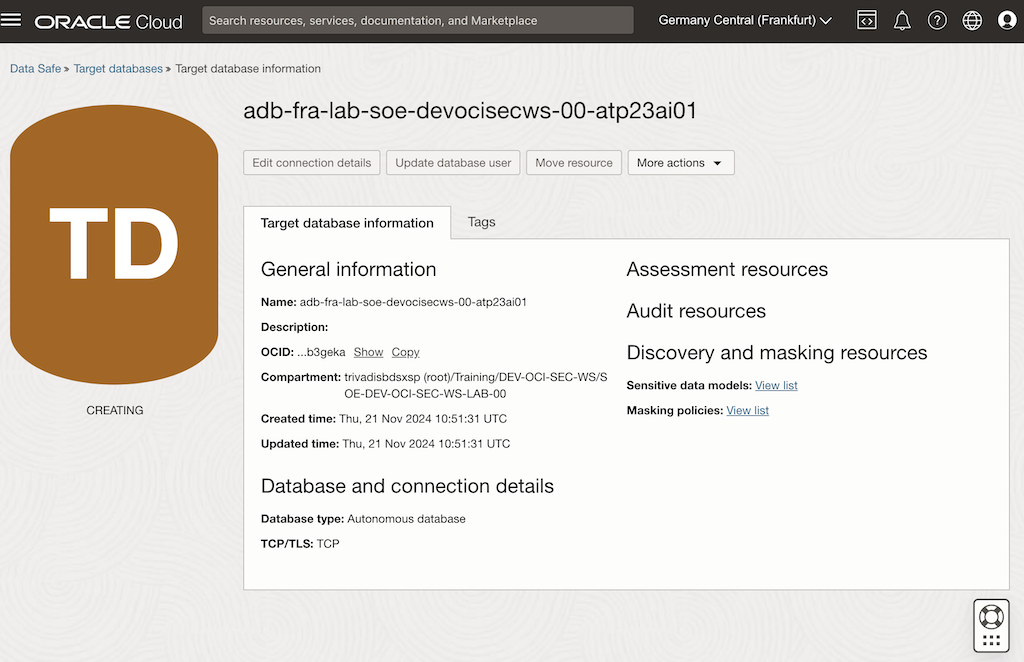 ORACLE Cloud
Search resources, services, documentation, and Marketplace
Germany Central (Frankfurt)
Data Safe » Target databases » Target database information
TD
CREATING
adb-fra-lab-soe-devocisecws-00-atp23ai01
Edit connection details
Update database user
Move resource
More actions
Target database information
Tags
General information
Name: adb-fra-lab-soe-devocisecws-00-atp23ai01
Description:
OCID: ...b3geka Show Copy
Compartment: trivadisbdsxsp (root)/Training/DEV-OCI-SEC-WS/S
OE-DEV-OCI-SEC-WS-LAB-00
Created time: Thu, 21 Nov 2024 10:51:31 UTC
Updated time: Thu, 21 Nov 2024 10:51:31 UTC
Database and connection details
Database type: Autonomous database
TCP/TLS: TCP
Assessment resources
Audit resources
Discovery and masking resources
Sensitive data models: View list
Masking policies: View list